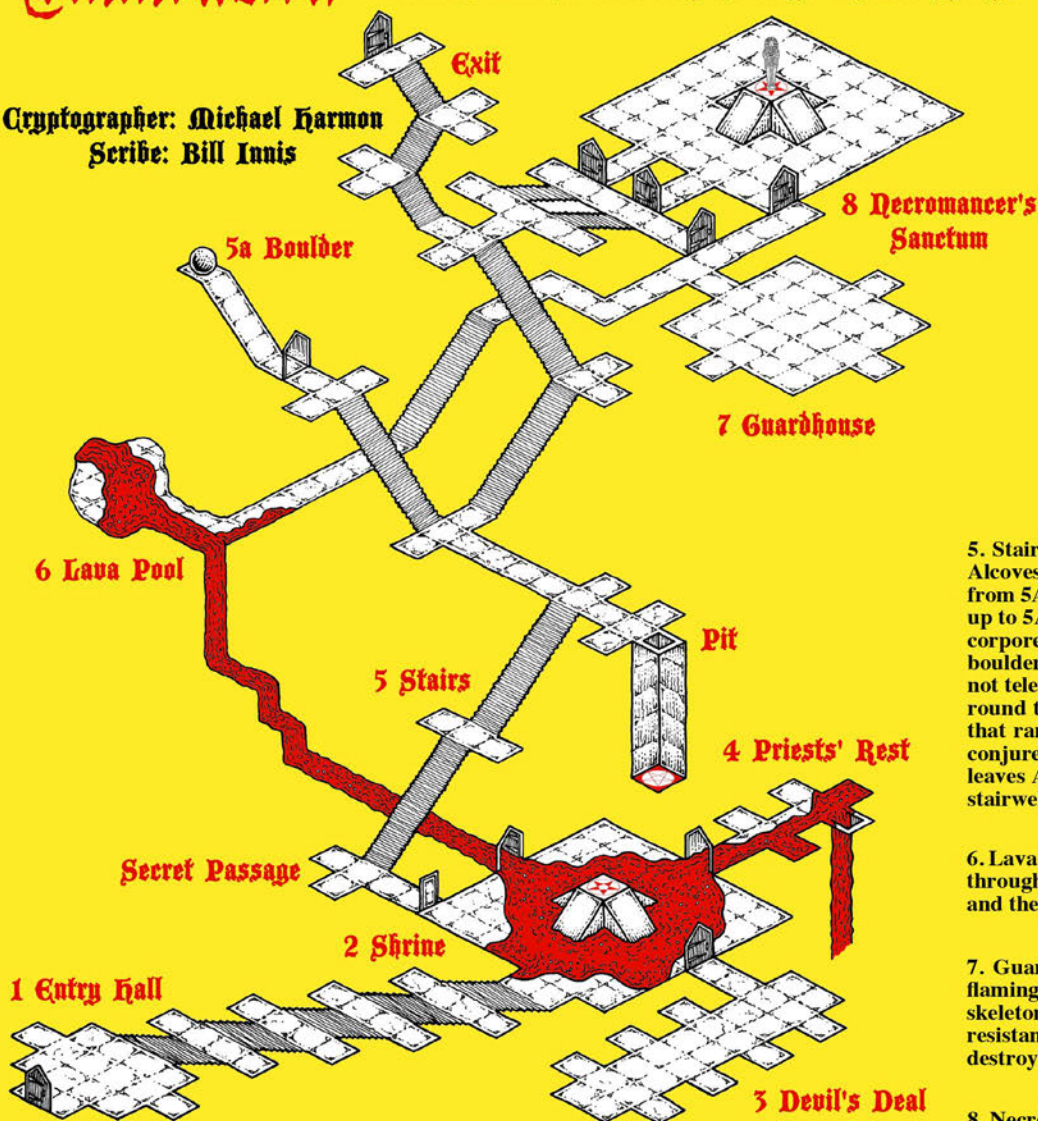 Exit
Cryptographer: Michael Harmon
Scribe: Bill Innis
8 Necromancer's
Sanctum
5a Boulder
7 Guardhouse
6 Lava Pool
Pit
5 Stairs
4 Priests' Rest
Secret Passage
2 Shrine
1 Entry Hall
3 Devil's Deal
5. Stair
Alcoves
from 5A
up to 5A
corpore
boulder
not tele
round t
that ran
conjure
leaves A
stairwe
6. Lava
through
and the
7. Guar
flaming
skeleton
resistan
destroy
8. Necro